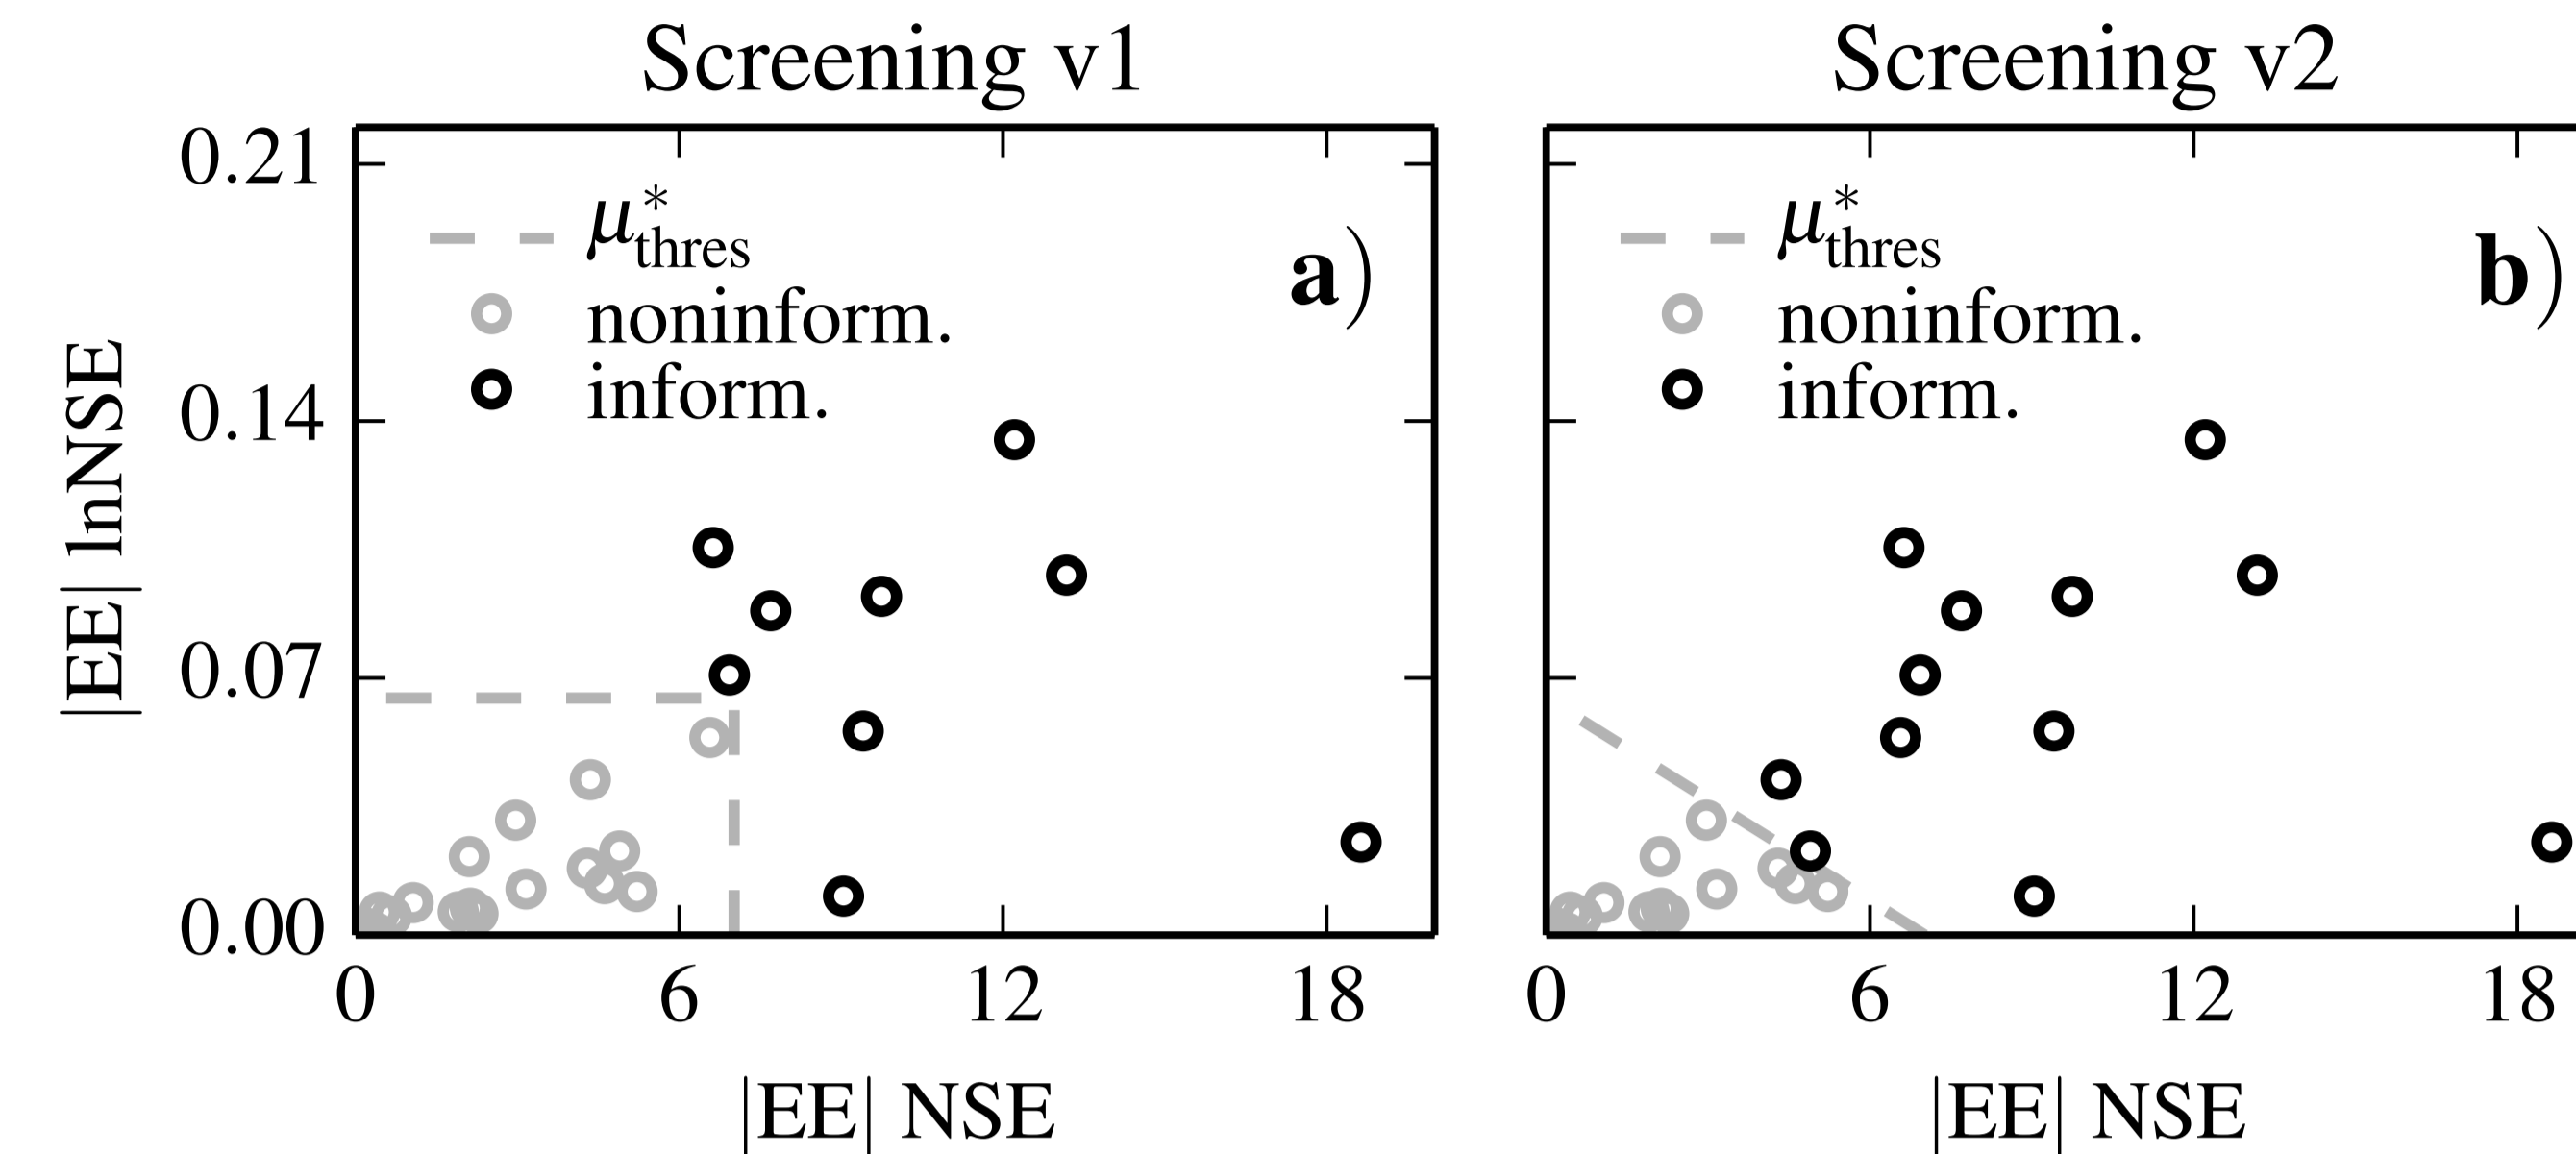 Screening v1
0.21
0.14
0.07
0.00
|EE| lnNSE
μ*thres
noninform.
inform.
a)
0 6 12 18
|EE| NSE
Screening v2
μ*thres
noninform.
inform.
b)
0 6 12 18
|EE| NSE